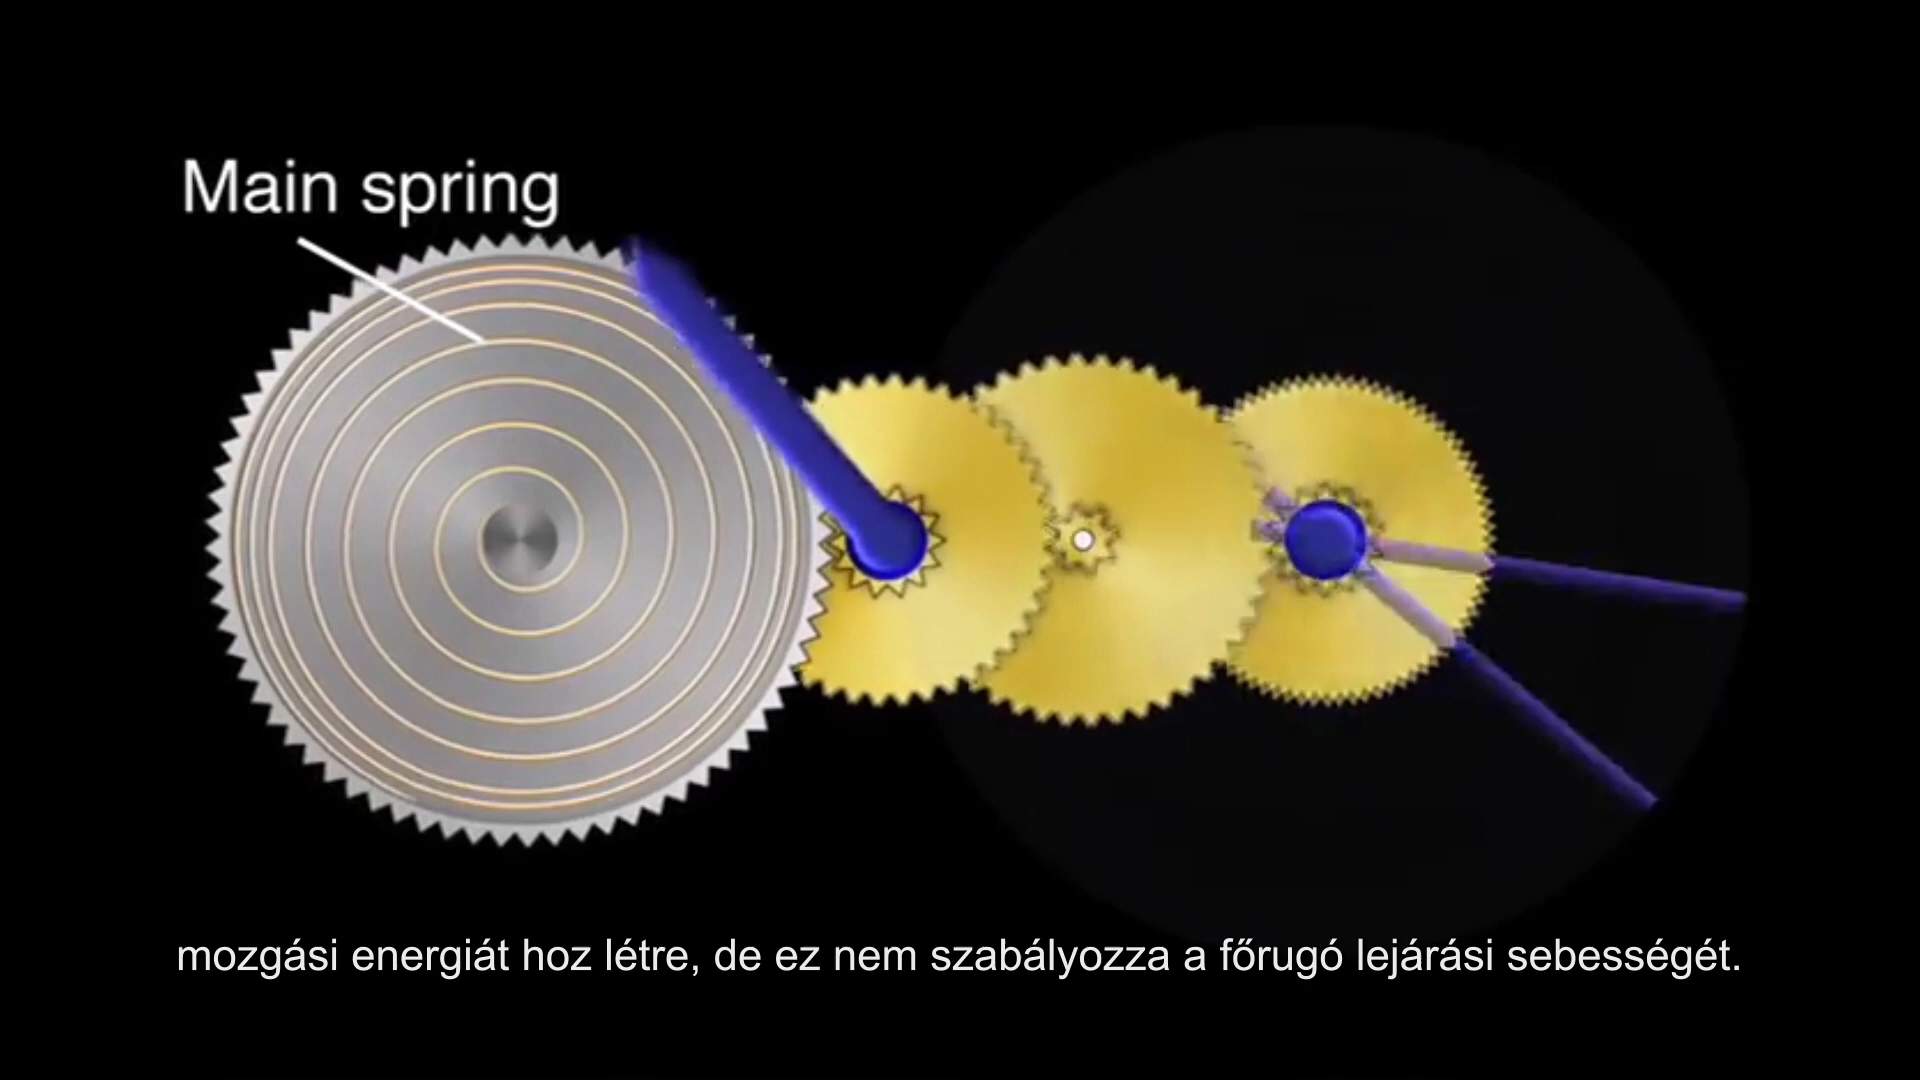 Main spring
mozgási energiát hoz létre, de ez nem szabályozza a főrugó lejárási sebességét.